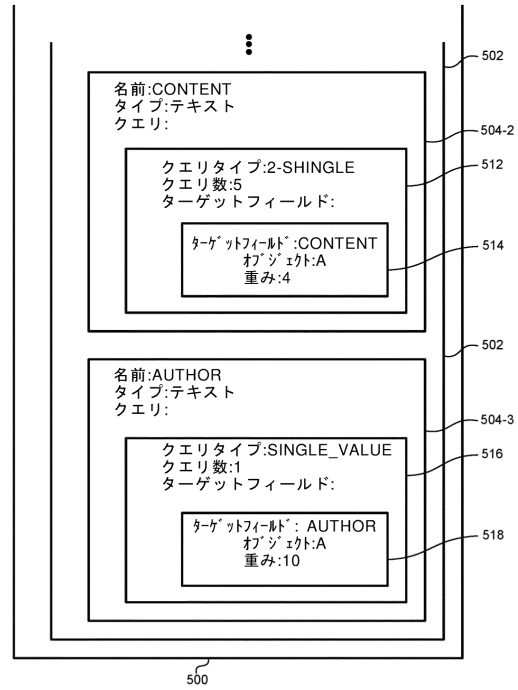 502
名前:CONTENT
タイプ:テキスト
クエリ:
504-2
クエリタイプ:2-SHINGLE
クエリ数:5
ターゲットフィールド:
512
ﾀｰｹﾞｯﾄﾌｨｰﾙﾄﾞ:CONTENT
ｵﾌﾞｼﾞｪｸﾄ:A
重み:4
514
502
名前:AUTHOR
タイプ:テキスト
クエリ:
504-3
クエリタイプ:SINGLE_VALUE
クエリ数:1
ターゲットフィールド:
516
ﾀｰｹﾞｯﾄﾌｨｰﾙﾄﾞ: AUTHOR
ｵﾌﾞｼﾞｪｸﾄ:A
重み:10
518
500